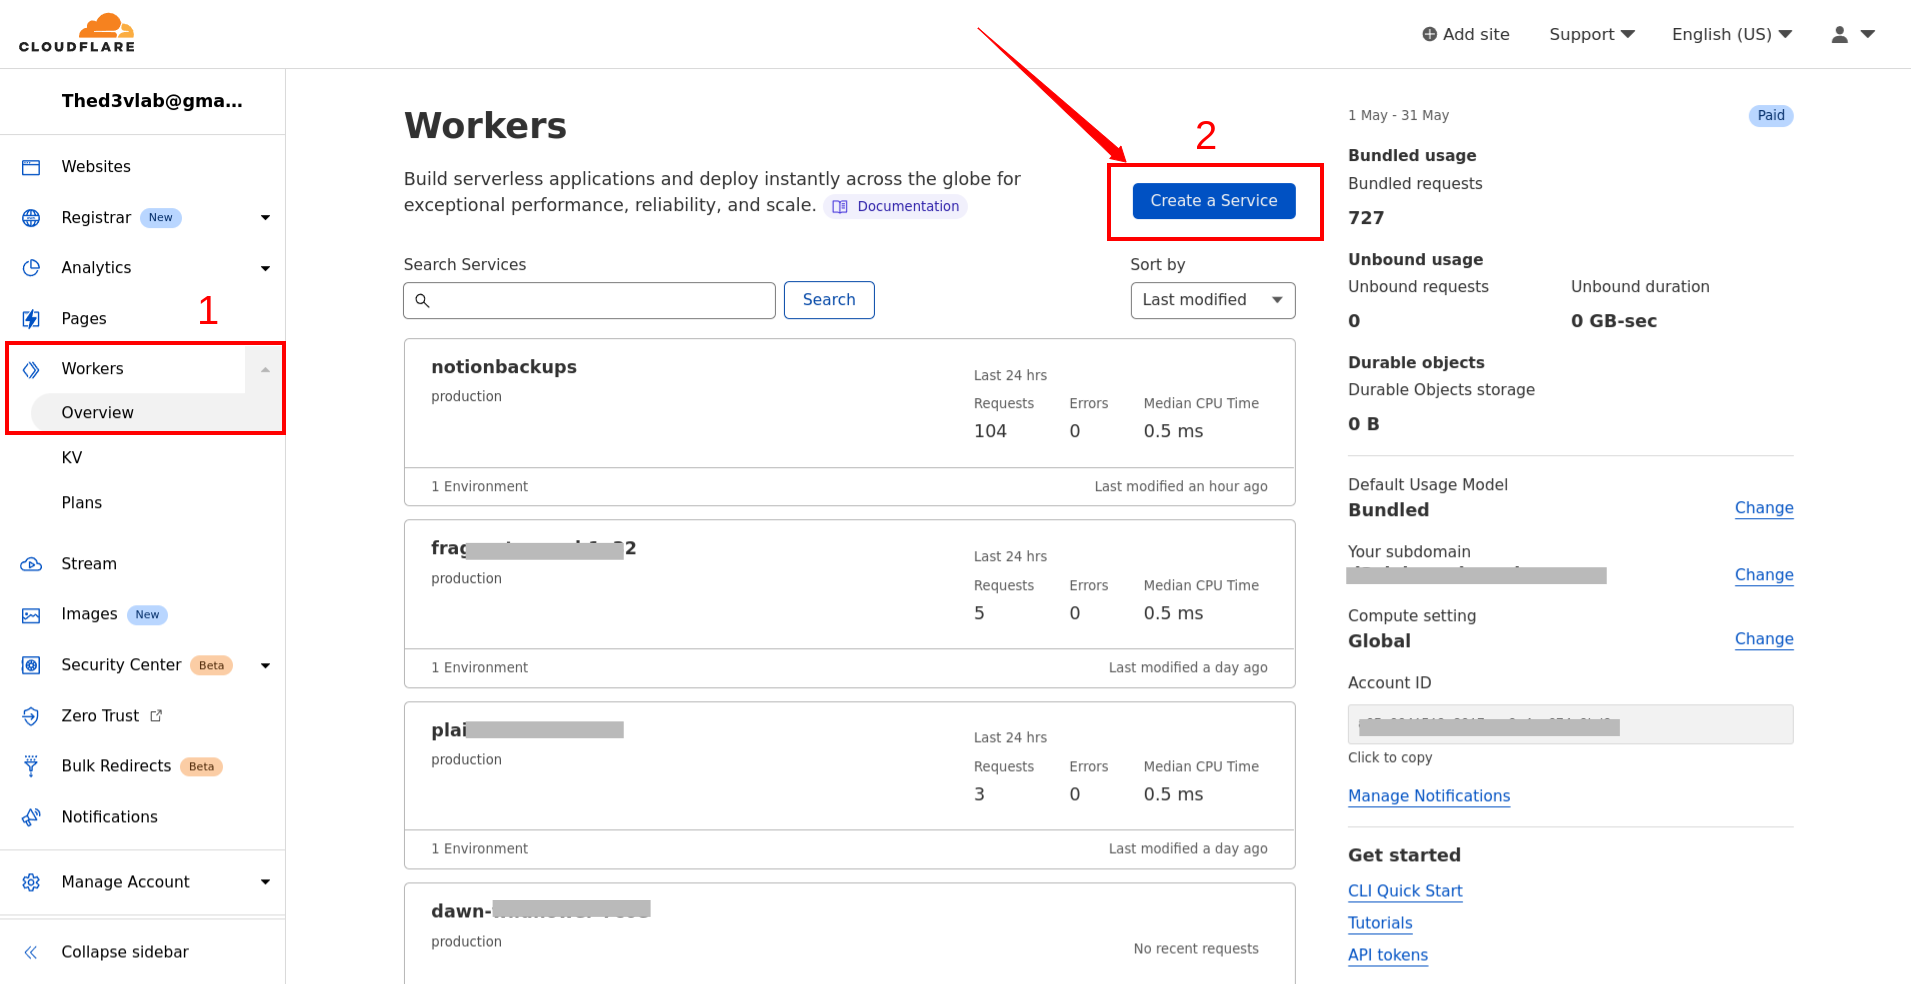 CLOUDFLARE
Add site
Support
English (US)
Thed3vlab@gma...
Websites
Registrar New
Analytics
Pages
1
Workers
Overview
KV
Plans
Stream
Images New
Security Center Beta
Zero Trust
Bulk Redirects Beta
Notifications
Manage Account
Collapse sidebar
Workers
Build serverless applications and deploy instantly across the globe for
exceptional performance, reliability, and scale. Documentation
2
Create a Service
Search Services
Search
Sort by
Last modified
notionbackups
production
Last 24 hrs
Requests Errors Median CPU Time
104 0 0.5 ms
1 Environment Last modified an hour ago
production
Last 24 hrs
Requests Errors Median CPU Time
5 0 0.5 ms
1 Environment Last modified a day ago
plai
production
Last 24 hrs
Requests Errors Median CPU Time
3 0 0.5 ms
1 Environment Last modified a day ago
dawn-
production
No recent requests
1 May - 31 May Paid
Bundled usage
Bundled requests
727
Unbound usage
Unbound requests Unbound duration
0 0 GB-sec
Durable objects
Durable Objects storage
0 B
Default Usage Model
Bundled Change
Your subdomain
Change
Compute setting
Global Change
Account ID
Click to copy
Manage Notifications
Get started
CLI Quick Start
Tutorials
API tokens